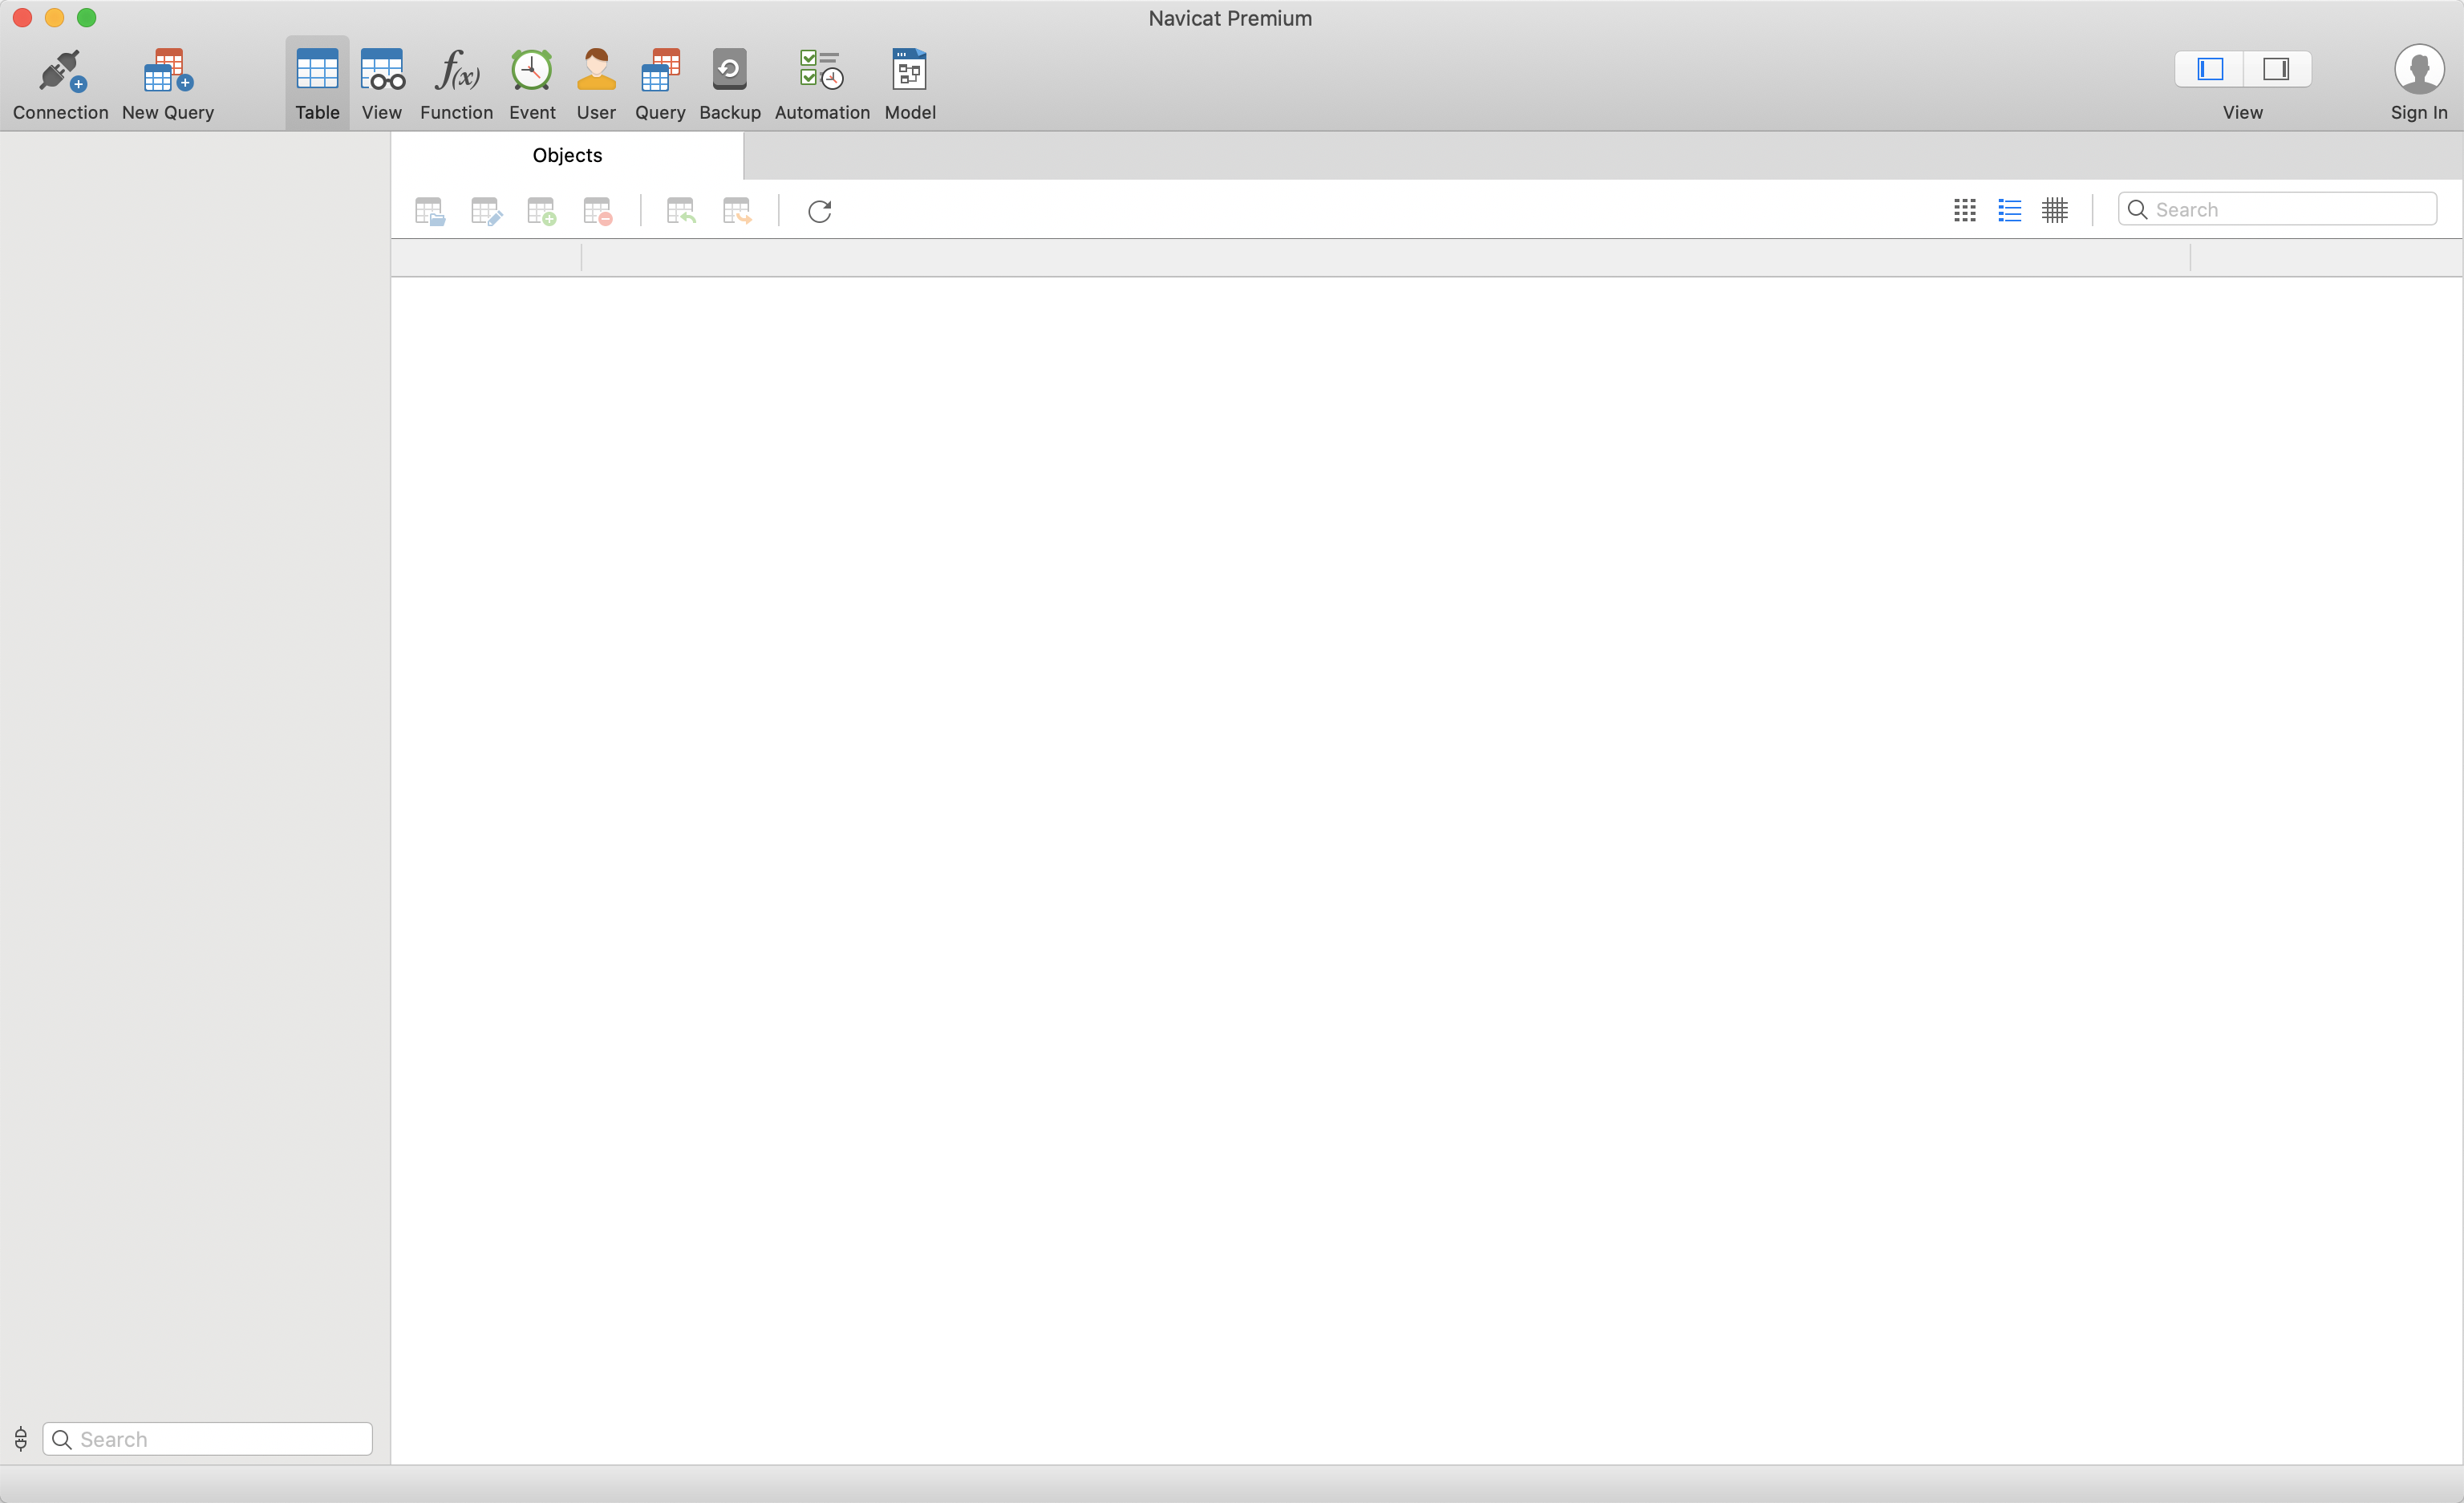 Navicat Premium
Connection New Query Table View Function Event User Query Backup Automation Model View Sign In
Objects
Search
Search